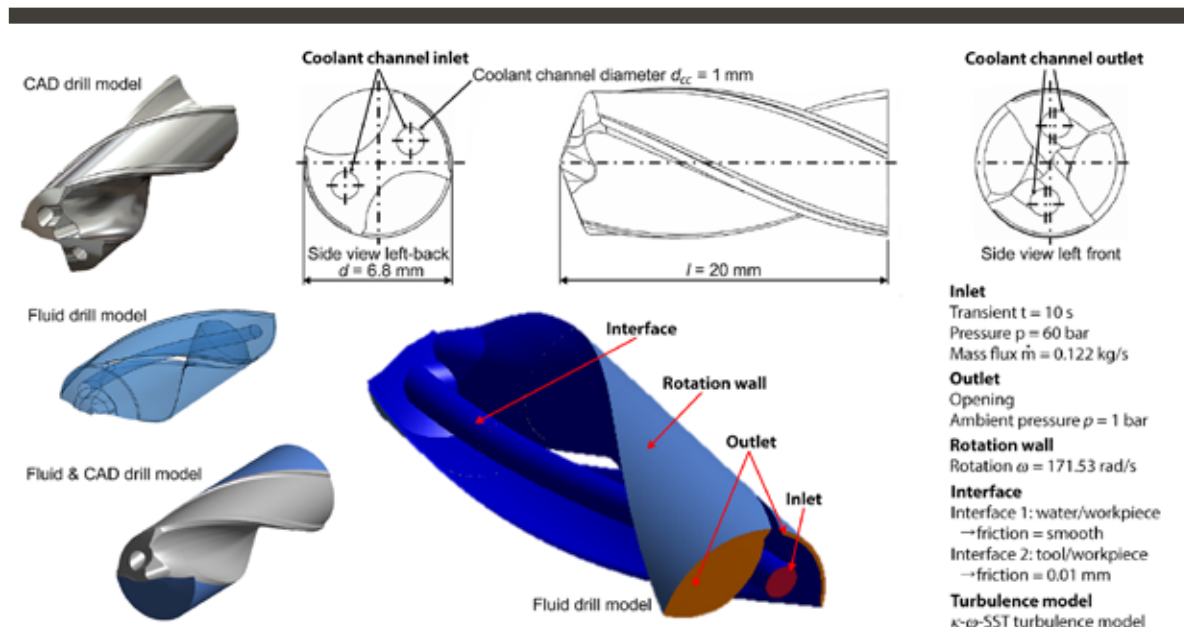 CAD drill model
Coolant channel inlet
Coolant channel diameter dcc = 1 mm
Side view left-back
d = 6.8 mm
l = 20 mm
Coolant channel outlet
Side view left front
Fluid drill model
Fluid & CAD drill model
Interface
Rotation wall
Outlet
Inlet
Fluid drill model
Inlet
Transient t = 10 s
Pressure p = 60 bar
Mass flux ṁ = 0.122 kg/s
Outlet
Opening
Ambient pressure p = 1 bar
Rotation wall
Rotation ω = 171.53 rad/s
Interface
Interface 1: water/workpiece
→friction = smooth
Interface 2: tool/workpiece
→friction = 0.01 mm
Turbulence model
κ-ω-SST turbulence model